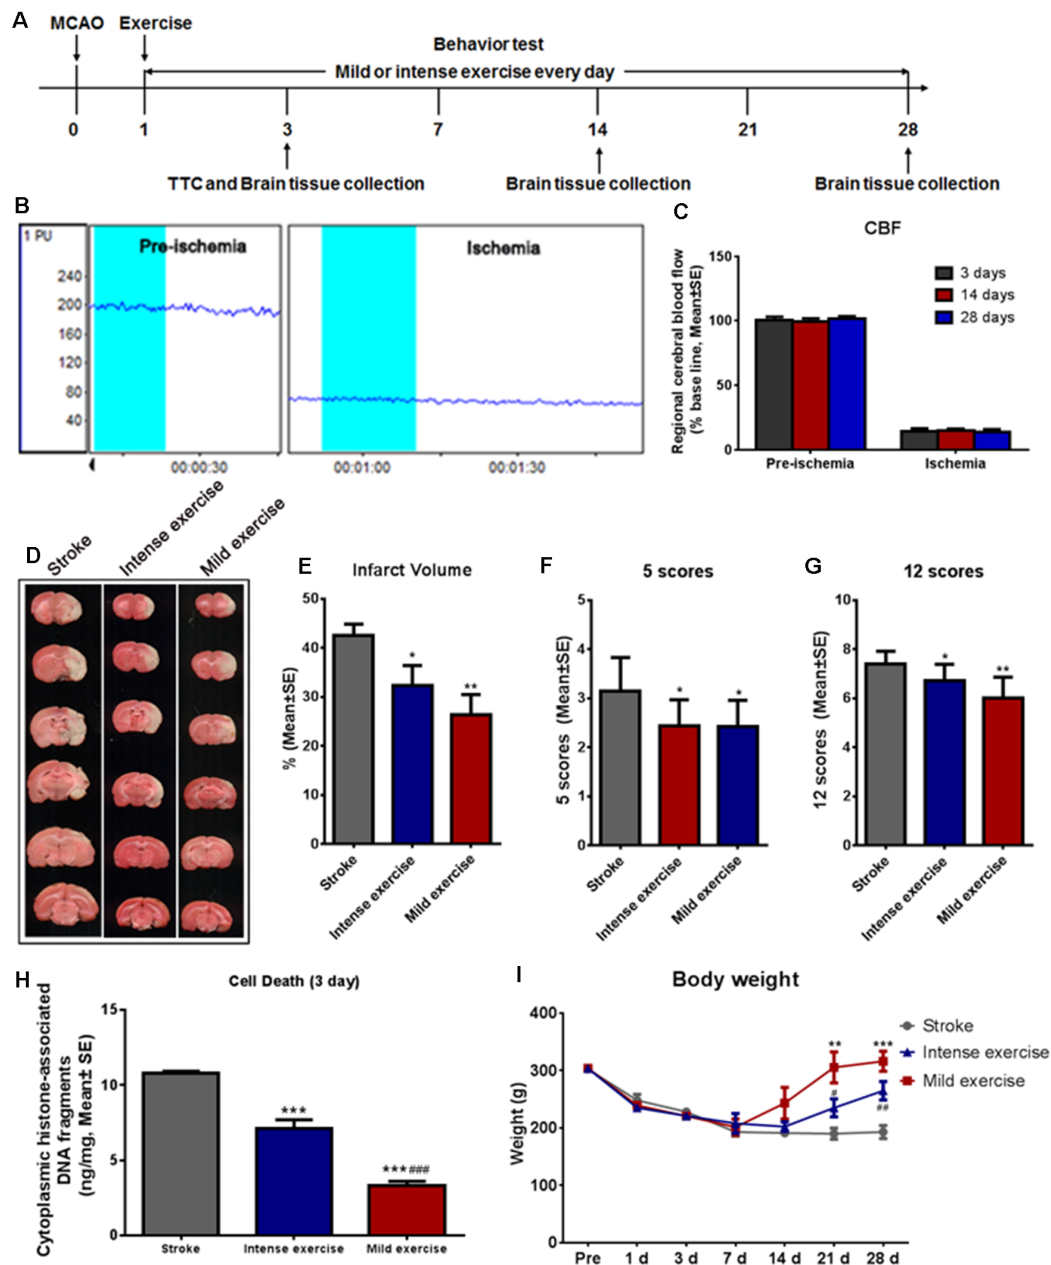 A
MCAO Exercise
Behavior test
Mild or intense exercise every day
0 1 3 7 14 21 28
TTC and Brain tissue collection Brain tissue collection Brain tissue collection
B
1 PU
Pre-ischemia Ischemia
240
200
160
120
80
40
00:00:30 00:01:00 00:01:30
C
CBF
Regional cerebral blood flow
(% base line, Mean±SE)
150
100
50
0
3 days
14 days
28 days
Pre-ischemia Ischemia
D
Stroke
Intense exercise
Mild exercise
E
Infarct Volume
% (Mean±SE)
50
40
30
20
10
0
*
**
Stroke
Intense exercise
Mild exercise
F
5 scores
5 scores (Mean±SE)
5
4
3
2
1
0
*
*
Stroke
Intense exercise
Mild exercise
G
12 scores
12 scores (Mean±SE)
10
8
6
4
2
0
*
**
Stroke
Intense exercise
Mild exercise
H
Cell Death (3 day)
Cytoplasmic histone-associated
DNA fragments
(ng/mg, Mean± SE)
15
10
5
0
***
***###
Stroke Intense exercise Mild exercise
I
Body weight
Weight (g)
400
300
200
100
0
Stroke
Intense exercise
Mild exercise
** ***
#
##
Pre 1 d 3 d 7 d 14 d 21 d 28 d